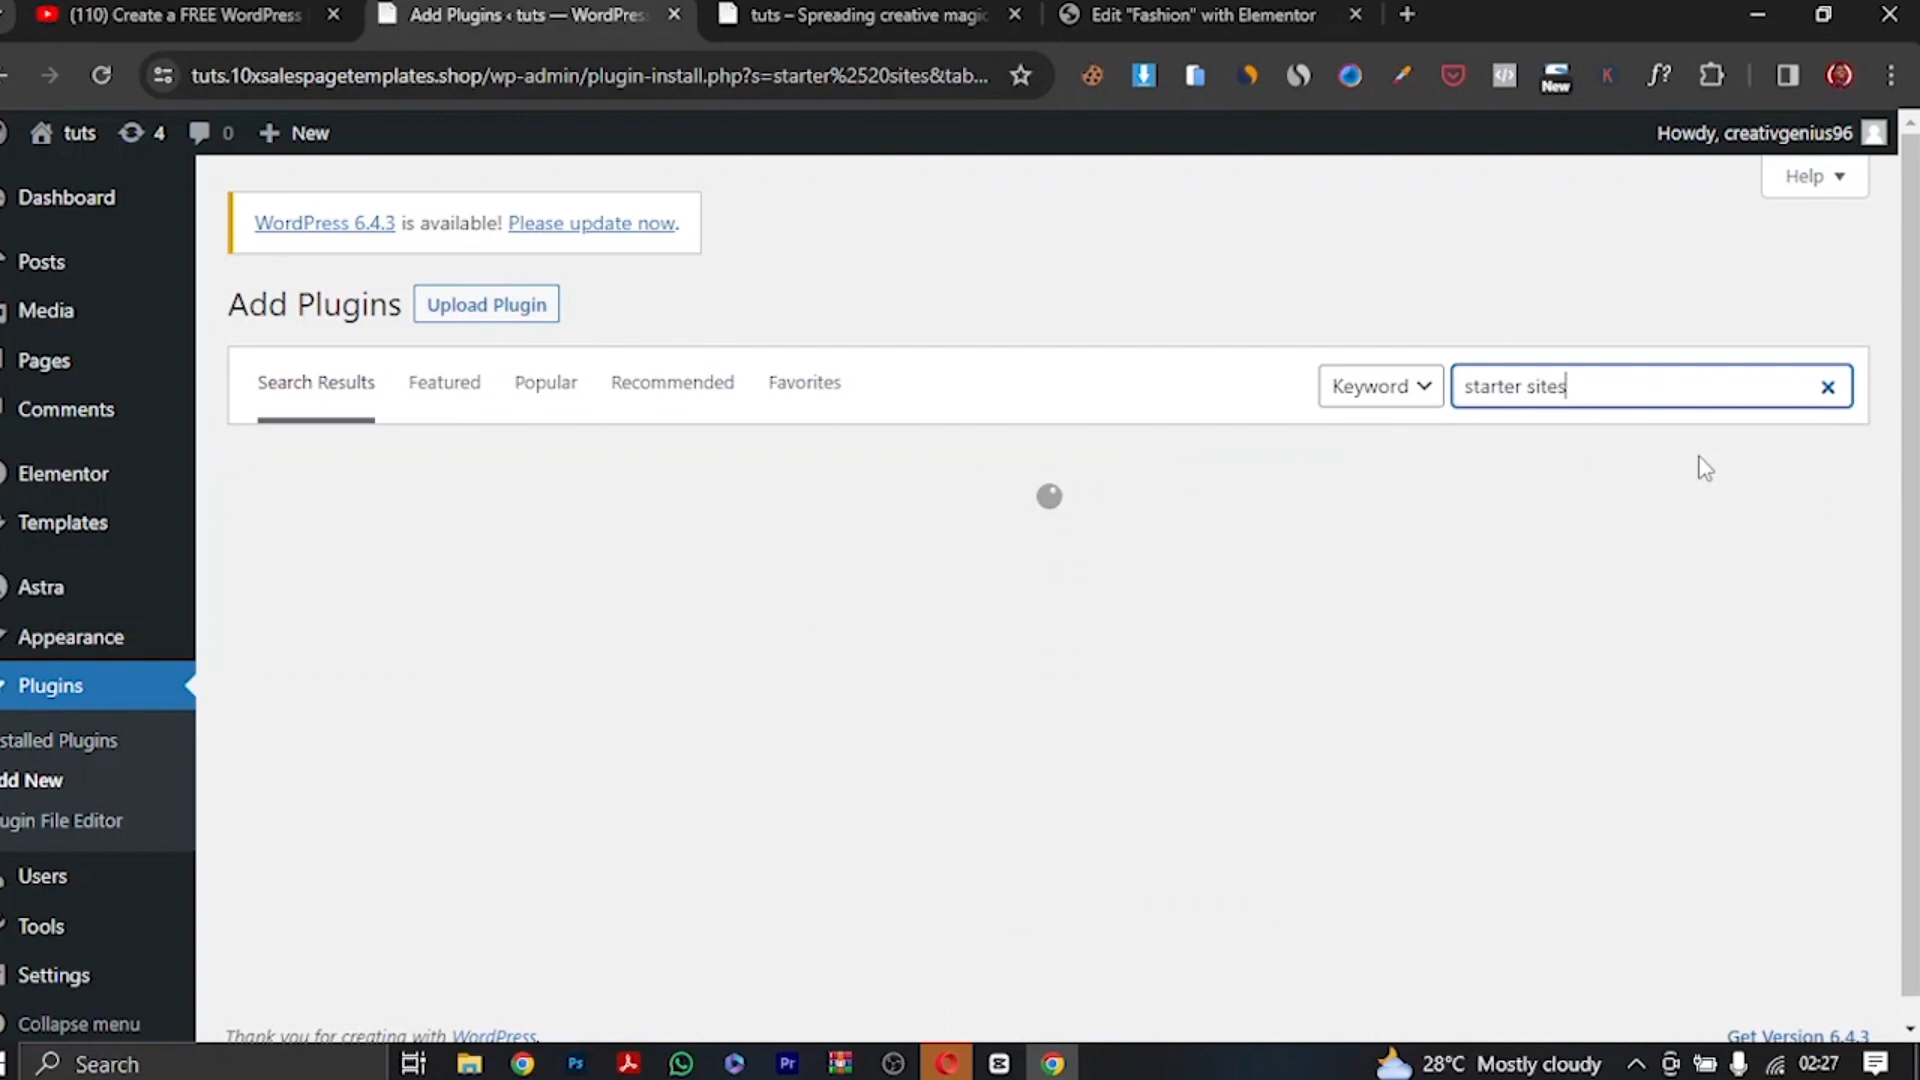 (110) Create a FREE WordPress
Add Plugins ‹ tuts — WordPress
tuts – Spreading creative magic
Edit "Fashion" with Elementor
tuts.10xsalespagetemplates.shop/wp-admin/plugin-install.php?s=starter%2520sites&tab...
New
K
f?
tuts
4
0
New
Howdy, creativgenius96
Help
Dashboard
Posts
Media
Pages
Comments
Elementor
Templates
Astra
Appearance
Plugins
stalled Plugins
dd New
ugin File Editor
Users
Tools
Settings
Collapse menu
WordPress 6.4.3 is available! Please update now.
Add Plugins
Upload Plugin
Search Results
Featured
Popular
Recommended
Favorites
Keyword
starter sites
Thank you for creating with WordPress.
Get Version 6.4.3
Search
Ps
Pr
28°C Mostly cloudy
02:27